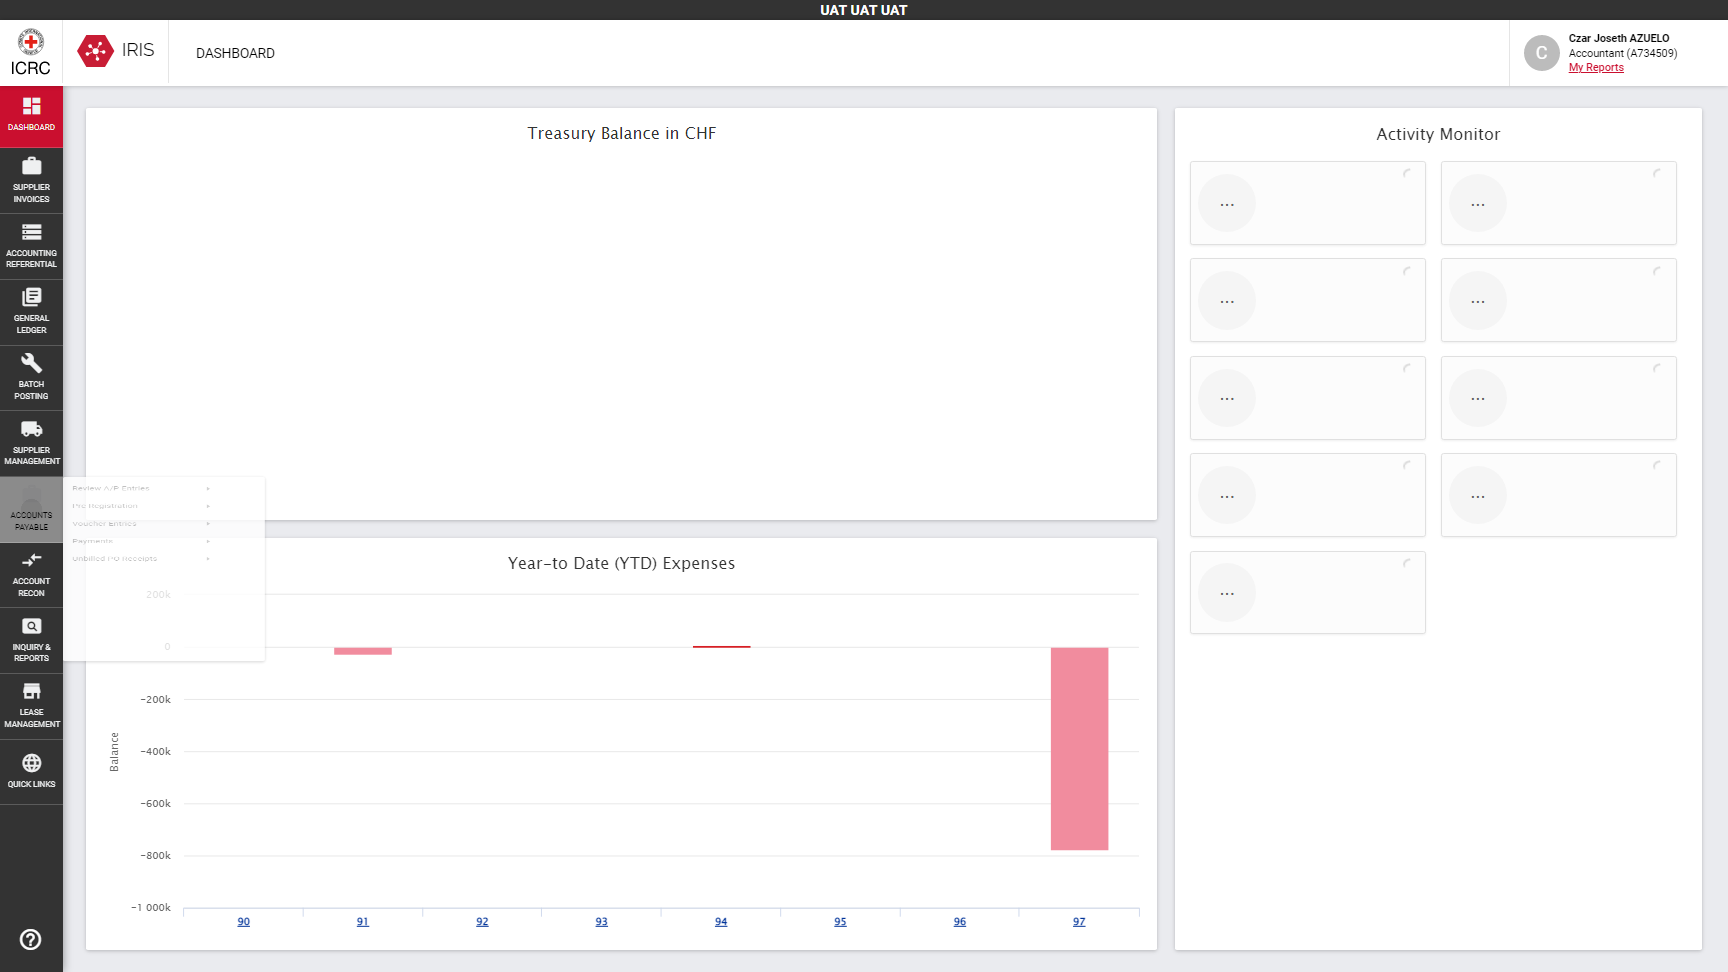 UAT UAT UAT
ICRC
IRIS
DASHBOARD
Czar Joseth AZUELO
Accountant (A734509)
My Reports
C
DASHBOARD
SUPPLIER
INVOICES
ACCOUNTING
REFERENTIAL
GENERAL
LEDGER
BATCH
POSTING
SUPPLIER
MANAGEMENT
ACCOUNTS
PAYABLE
ACCOUNT
RECON
INQUIRY &
REPORTS
LEASE
MANAGEMENT
QUICK LINKS
Review A/P Entries
Pre Registration
Voucher Entries
Payments
Unbilled PO Receipts
Treasury Balance in CHF
Year-to Date (YTD) Expenses
Balance
200k
0
-200k
-400k
-600k
-800k
-1 000k
90 91 92 93 94 95 96 97
Activity Monitor
... ...
... ...
... ...
... ...
...